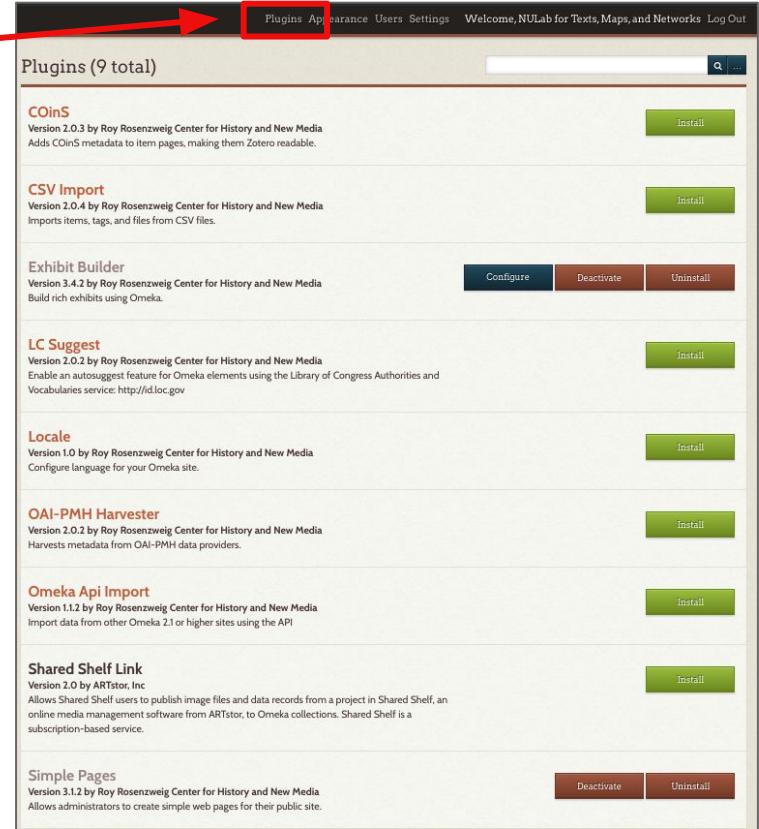 Plugins Appearance Users Settings Welcome, NULab for Texts, Maps, and Networks Log Out
Plugins (9 total)
...
COinS
Version 2.0.3 by Roy Rosenzweig Center for History and New Media
Adds COinS metadata to item pages, making them Zotero readable.
Install
CSV Import
Version 2.0.4 by Roy Rosenzweig Center for History and New Media
Imports items, tags, and files from CSV files.
Install
Exhibit Builder
Version 3.4.2 by Roy Rosenzweig Center for History and New Media
Build rich exhibits using Omeka.
Configure Deactivate Uninstall
LC Suggest
Version 2.0.2 by Roy Rosenzweig Center for History and New Media
Enable an autosuggest feature for Omeka elements using the Library of Congress Authorities and
Vocabularies service: http://id.loc.gov
Install
Locale
Version 1.0 by Roy Rosenzweig Center for History and New Media
Configure language for your Omeka site.
Install
OAI-PMH Harvester
Version 2.0.2 by Roy Rosenzweig Center for History and New Media
Harvests metadata from OAI-PMH data providers.
Install
Omeka Api Import
Version 1.1.2 by Roy Rosenzweig Center for History and New Media
Import data from other Omeka 2.1 or higher sites using the API
Install
Shared Shelf Link
Version 2.0 by ARTstor, Inc
Allows Shared Shelf users to publish image files and data records from a project in Shared Shelf, an
online media management software from ARTstor, to Omeka collections. Shared Shelf is a
subscription-based service.
Install
Simple Pages
Version 3.1.2 by Roy Rosenzweig Center for History and New Media
Allows administrators to create simple web pages for their public site.
Deactivate Uninstall